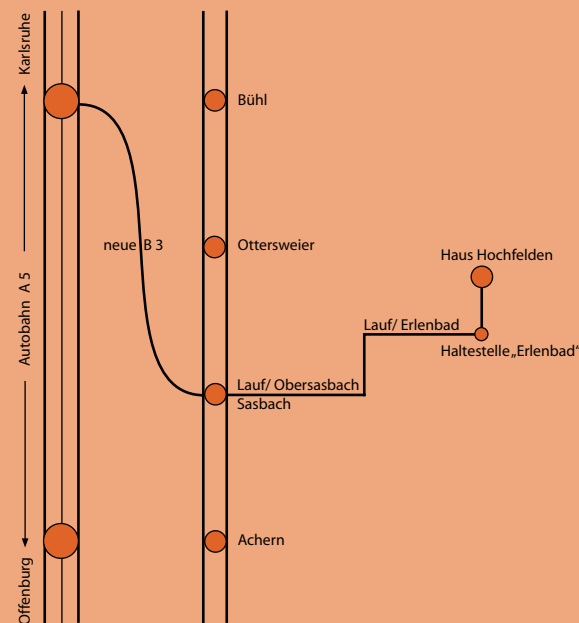 Karlsruhe
Autobahn A 5
Offenburg
neue B 3
Bühl
Ottersweier
Lauf/ Obersasbach
Sasbach
Achern
Lauf/ Erlenbad
Haus Hochfelden
Haltestelle„Erlenbad“